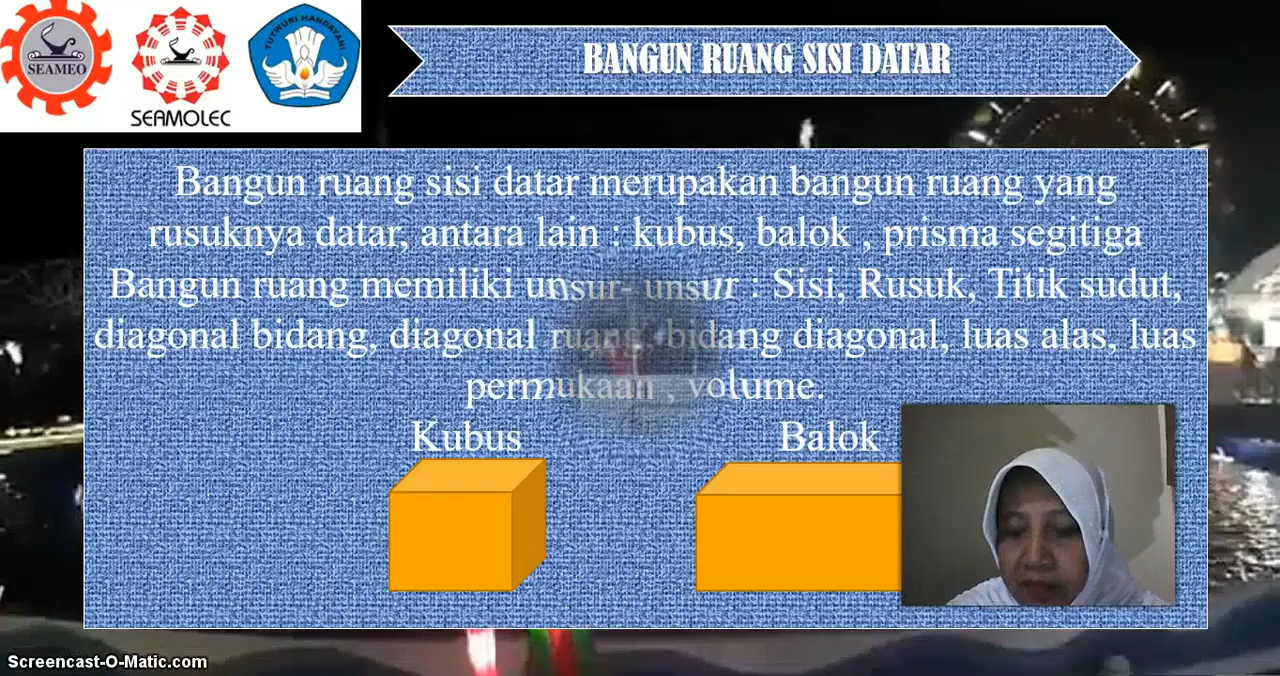 SEAMEO
SEAMOLEC
TUTWURI HANDAYANI
BANGUN RUANG SISI DATAR
Bangun ruang sisi datar merupakan bangun ruang yang
rusuknya datar, antara lain : kubus, balok , prisma segitiga
Bangun ruang memiliki unsur- unsur : Sisi, Rusuk, Titik sudut,
diagonal bidang, diagonal ruang, bidang diagonal, luas alas, luas
permukaan , volume.
Kubus
Balok
Screencast-O-Matic.com